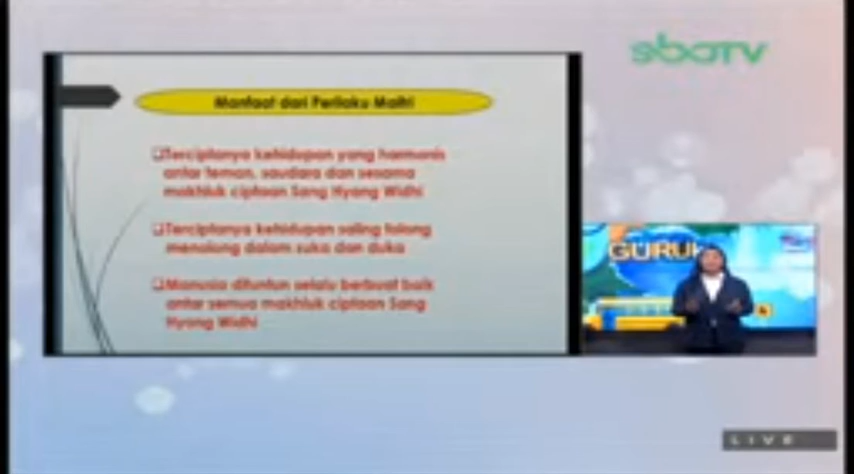 sbOTV
Manfaat dari Perilaku Maitri
Terciptanya kehidupan yang harmonis
antar teman, saudara dan sesama
makhluk ciptaan Sang Hyang Widhi
Terciptanya kehidupan saling tolong
menolong dalam suka dan duka
Manusia dituntun selalu berbuat baik
antar semua makhluk ciptaan Sang
Hyang Widhi
GURUK
LIVE